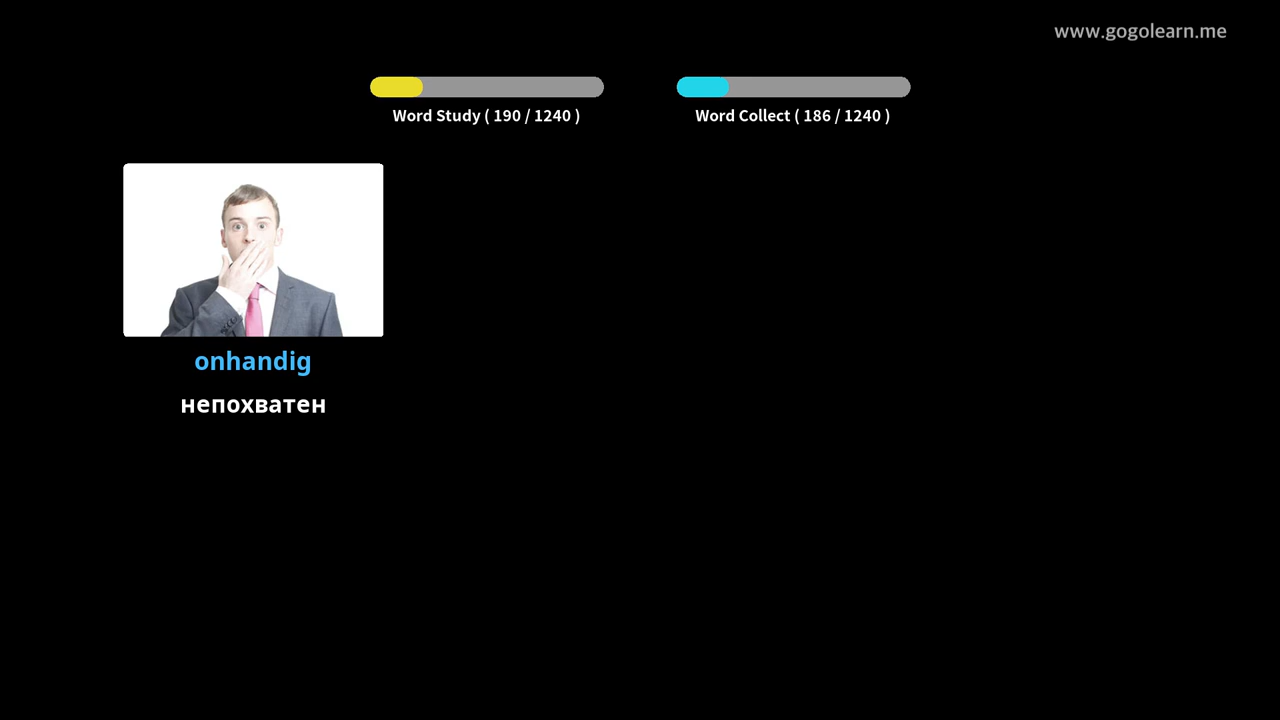 www.gogolearn.me
Word Study ( 190 / 1240 )
Word Collect ( 186 / 1240 )
onhandig
непохватен